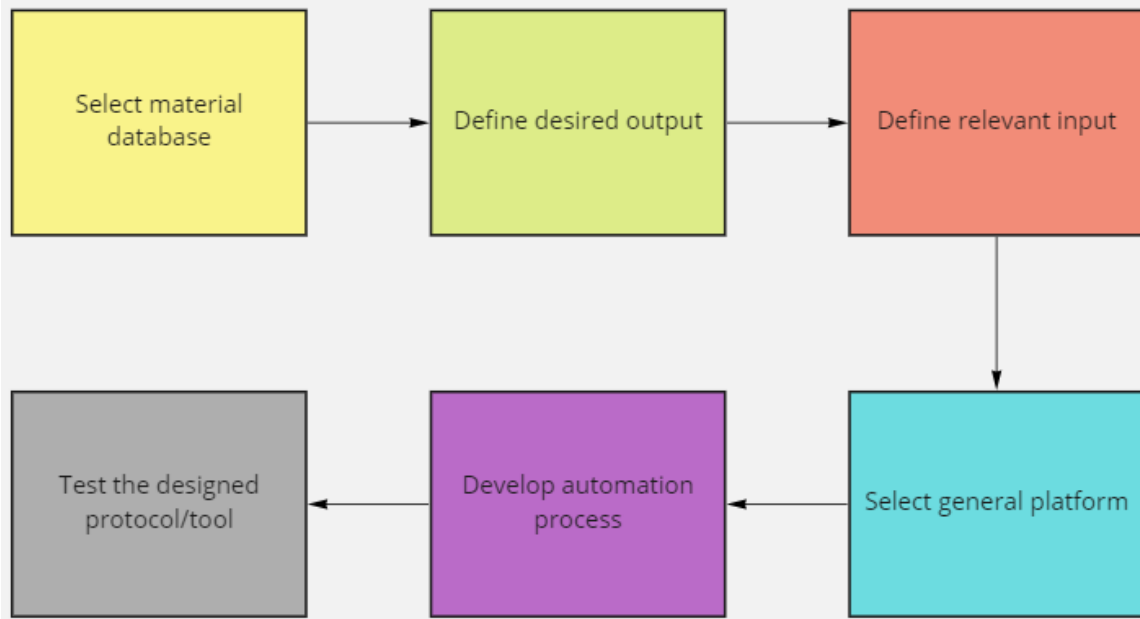 Select material
database
Define desired output
Define relevant input
Select general platform
Develop automation
process
Test the designed
protocol/tool